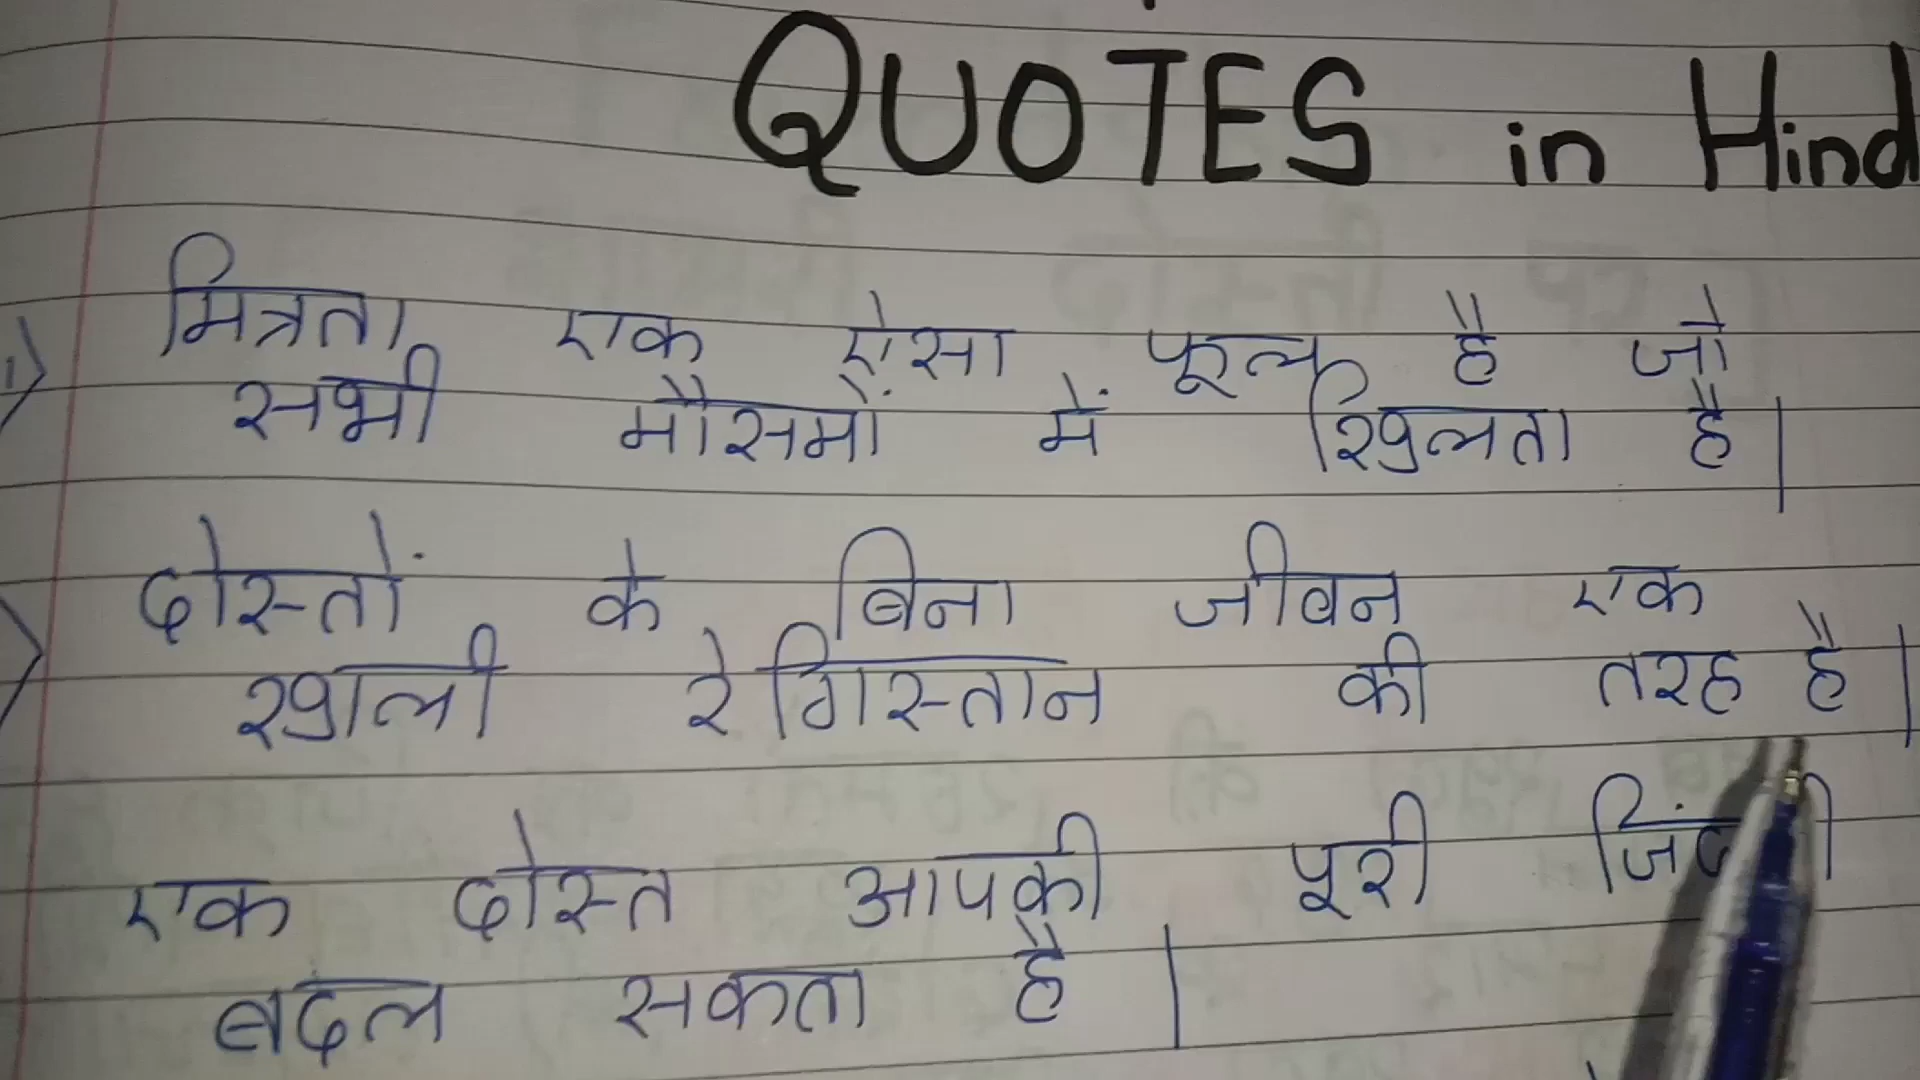 QUOTES in Hind
1) मित्रता एक ऐसा फूल है जो
सभी मौसमों में खिलता है|
दोस्तों के बिना जीवन एक
खाली रेगिस्तान की तरह है|
एक दोस्त आपकी पूरी
बदल सकता है|